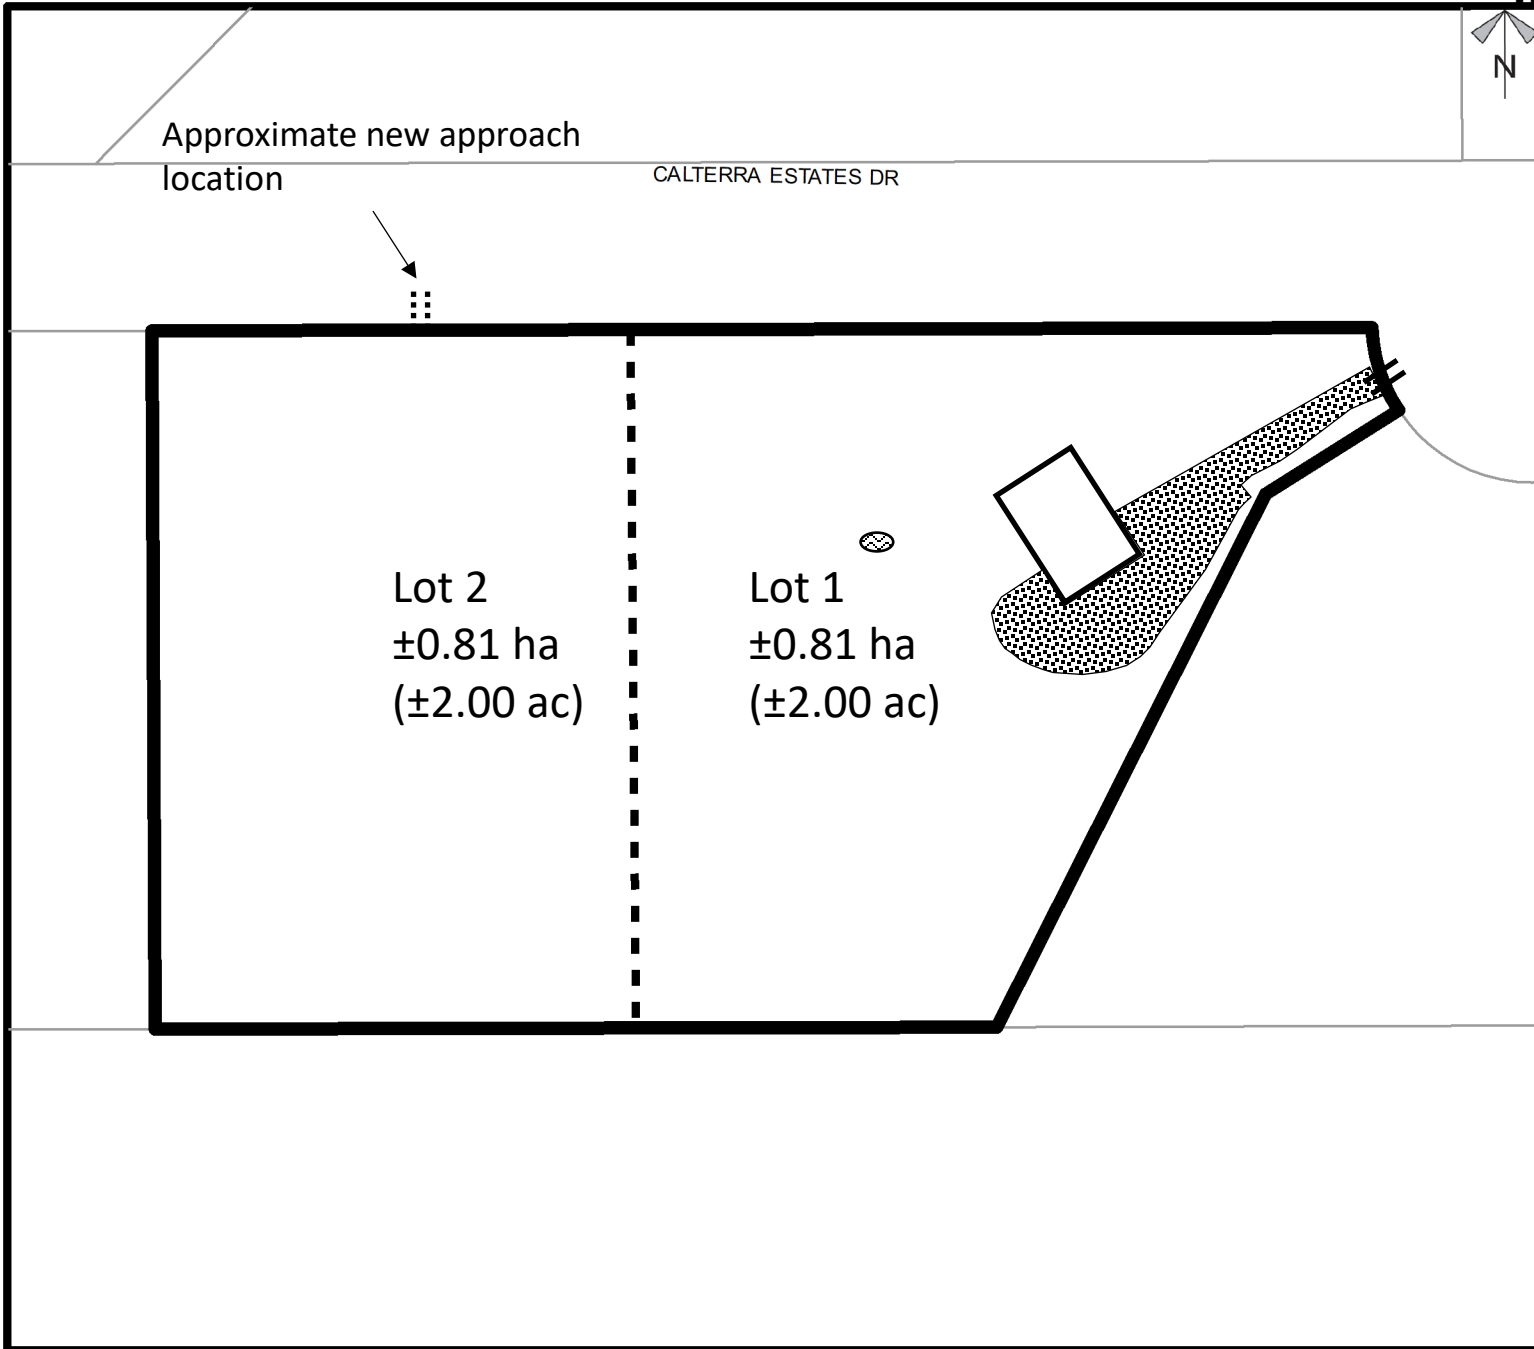 N
Approximate new approach
location
CALTERRA ESTATES DR
Lot 2
±0.81 ha
(±2.00 ac)
Lot 1
±0.81 ha
(±2.00 ac)